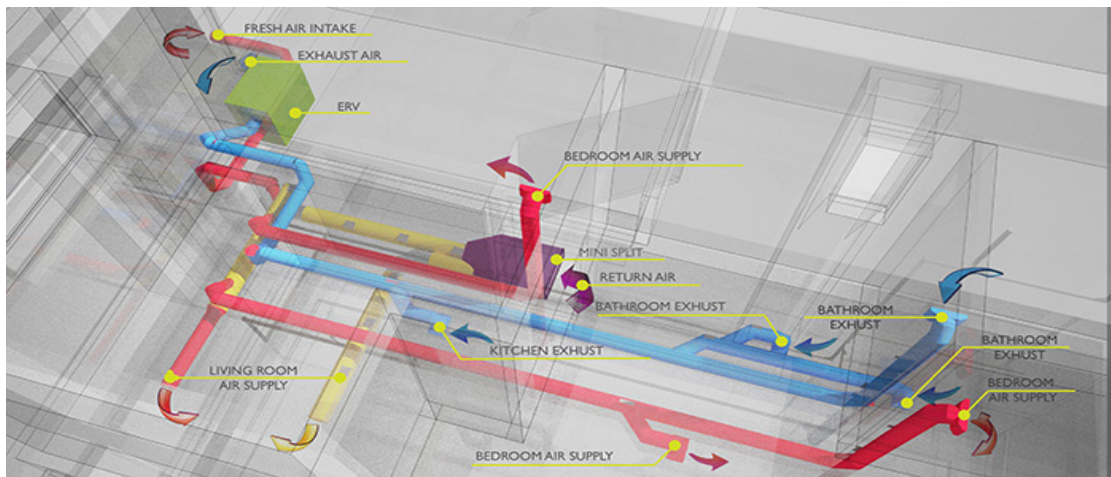 FRESH AIR INTAKE
EXHAUST AIR
ERV
BEDROOM AIR SUPPLY
MINI SPLIT
RETURN AIR
BATHROOM EXHUST
BATHROOM
EXHUST
BATHROOM
EXHUST
KITCHEN EXHUST
LIVING ROOM
AIR SUPPLY
BEDROOM
AIR SUPPLY
BEDROOM AIR SUPPLY